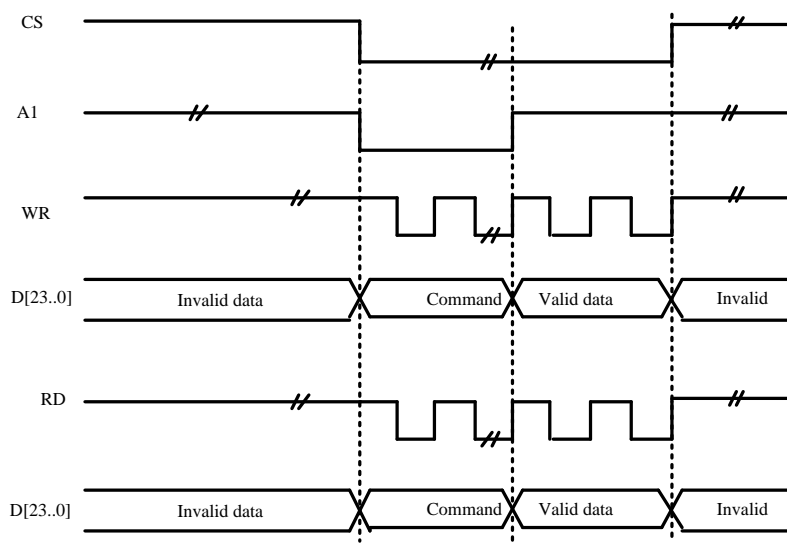 CS
A1
WR
D[23..0]
Invalid data
Command
Valid data
Invalid
RD
D[23..0]
Invalid data
Command
Valid data
Invalid